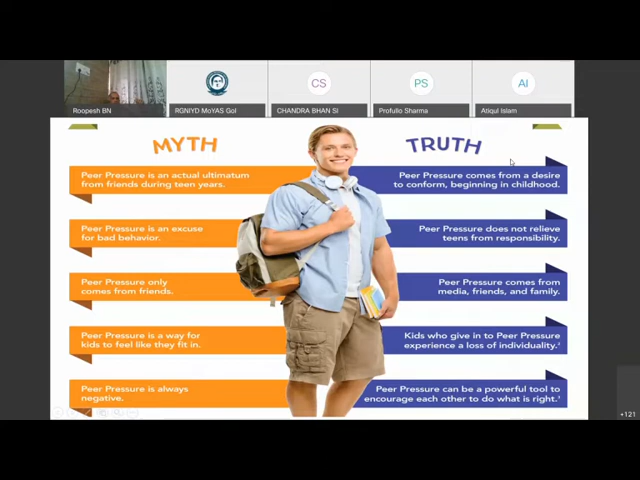 CS
PS
AI
Roopesh BN
RGNIYD MoYAS GoI
CHANDRA BHAN SI
Profullo Sharma
Atiqul Islam
MYTH
TRUTH
Peer Pressure is an actual ultimatum
from friends during teen years.
Peer Pressure comes from a desire
to conform, beginning in childhood.
Peer Pressure is an excuse
for bad behavior.
Peer Pressure does not relieve
teens from responsibility.
Peer Pressure only
comes from friends.
Peer Pressure comes from
media, friends, and family.
Peer Pressure is a way for
kids to feel like they fit in.
Kids who give in to Peer Pressure
experience a loss of individuality.¹
Peer Pressure is always
negative.
Peer Pressure can be a powerful tool to
encourage each other to do what is right.¹
+121